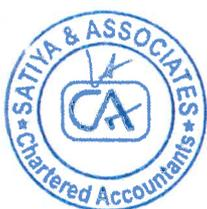 ★ SATIYA & ASSOCIATES ★
Chartered Accountants
CA